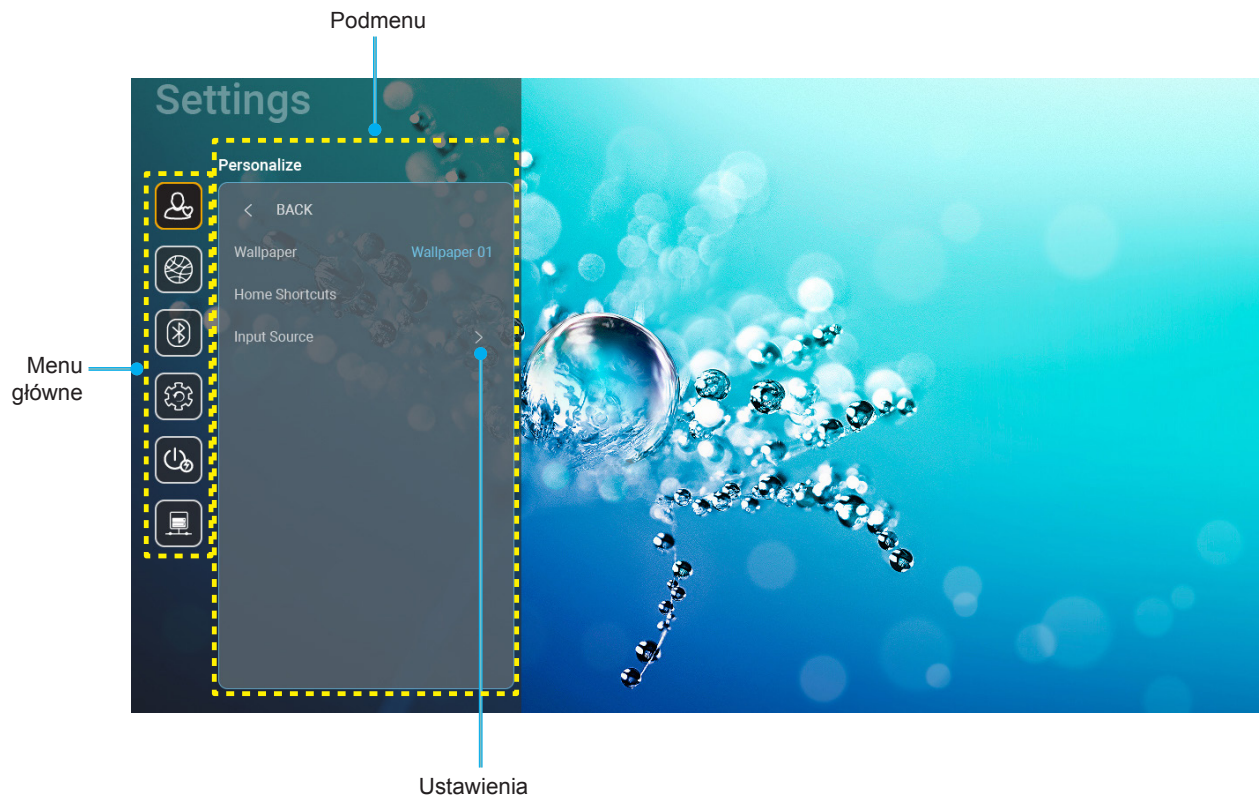 Podmenu
Settings
Personalize
BACK
Wallpaper Wallpaper 01
Home Shortcuts
Input Source
Menu
główne
Ustawienia